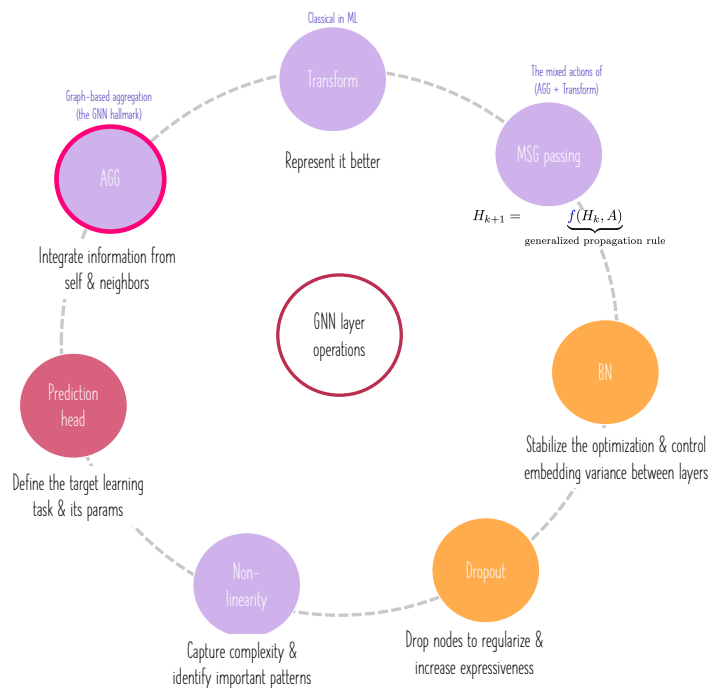 Classical in ML
Transform
Represent it better
The mixed actions of
(AGG + Transform)
MSG passing
H_{k+1} = f(H_k, A)
generalized propagation rule
BN
Stabilize the optimization & control
embedding variance between layers
Dropout
Drop nodes to regularize &
increase expressiveness
Non-
linearity
Capture complexity &
identify important patterns
Prediction
head
Define the target learning
task & its params
Graph-based aggregation
(the GNN hallmark)
AGG
Integrate information from
self & neighbors
GNN layer
operations